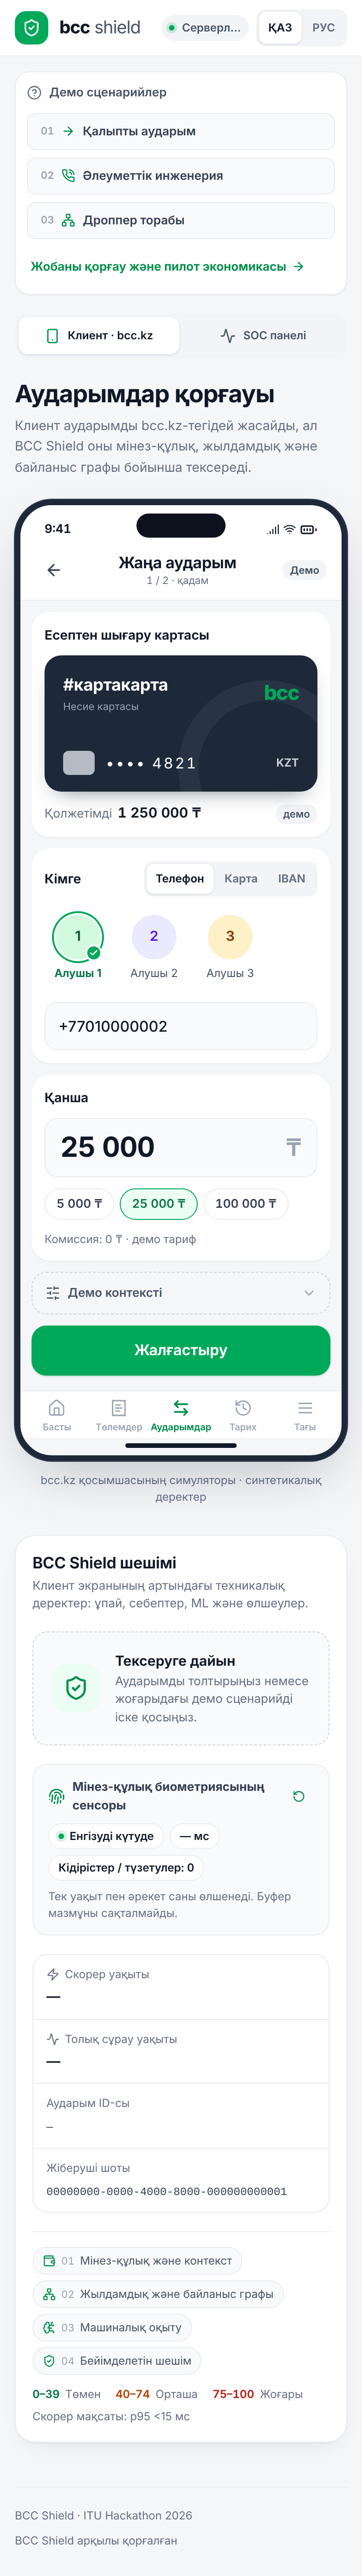 bcc shield
Серверл...
ҚАЗ
РУС
Демо сценарийлер
01 Қалыпты аударым
02 Әлеуметтік инженерия
03 Дроппер торабы
Жобаны қорғау және пилот экономикасы
Клиент · bcc.kz
SOC панелі
Аударымдар қорғауы
Клиент аударымды bcc.kz-тегідей жасайды, ал
BCC Shield оны мінез-құлық, жылдамдық және
байланыс графы бойынша тексереді.
9:41
Жаңа аударым
1 / 2 · қадам
Демо
Есептен шығару картасы
#картакарта
Несие картасы
bcc
•••• 4821
KZT
Қолжетімді 1 250 000 ₸
демо
Кімге
Телефон
Карта
IBAN
1
2
3
Алушы 1
Алушы 2
Алушы 3
+77010000002
Қанша
25 000 ₸
5 000 ₸
25 000 ₸
100 000 ₸
Комиссия: 0 ₸ · демо тариф
Демо контексті
Жалғастыру
Басты
Төлемдер
Аударымдар
Тарих
Тағы
bcc.kz қосымшасының симуляторы · синтетикалық
деректер
BCC Shield шешімі
Клиент экранының артындағы техникалық
деректер: ұпай, себептер, ML және өлшеулер.
Тексеруге дайын
Аударымды толтырыңыз немесе
жоғарыдағы демо сценарийді
іске қосыңыз.
Мінез-құлық биометриясының
сенсоры
Енгізуді күтуде
— мс
Кідірістер / түзетулер: 0
Тек уақыт пен әрекет саны өлшенеді. Буфер
мазмұны сақталмайды.
Скорер уақыты
—
Толық сұрау уақыты
—
Аударым ID-сы
—
Жіберуші шоты
00000000-0000-4000-8000-000000000001
01 Мінез-құлық және контекст
02 Жылдамдық және байланыс графы
03 Машиналық оқыту
04 Бейімделетін шешім
0–39 Төмен
40–74 Орташа
75–100 Жоғары
Скорер мақсаты: p95 <15 мс
BCC Shield · ITU Hackathon 2026
BCC Shield арқылы қорғалған